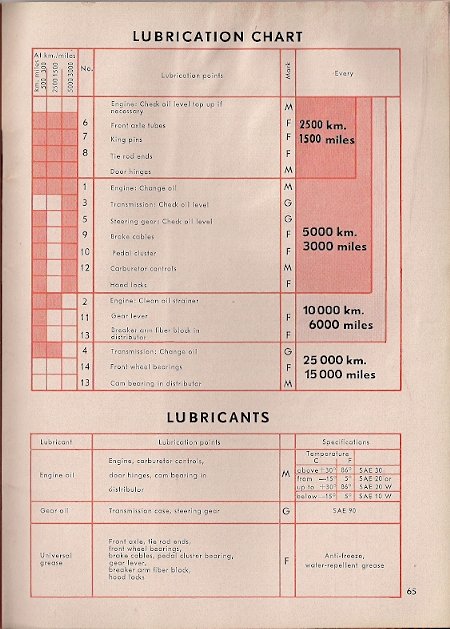 LUBRICATION CHART
At km./miles
km. miles
500 300
2500 1500
5000 3000
No.
Lubrication points
Mark
Every
Engine: Check oil level top up if
necessary M
6 Front axle tubes F
7 King pins F
8 Tie rod ends F
Door hinges M
2500 km.
1500 miles
1 Engine: Change oil M
3 Transmission: Check oil level G
5 Steering gear: Check oil level G
9 Brake cables F
10 Pedal cluster F
12 Carburetor controls M
Hood locks F
5000 km.
3000 miles
2 Engine: Clean oil strainer
11 Gear lever F
13 Breaker arm fiber block in
distributor F
10 000 km.
6000 miles
4 Transmission: Change oil G
14 Front wheel bearings F
13 Cam bearing in distributor M
25 000 km.
15 000 miles
LUBRICANTS
Lubricant Lubrication points Specifications
Engine oil
Engine, carburetor controls,
door hinges, cam bearing in
distributor
M
Temperature
C F
above +30° 86° SAE 30
from —15° 5° SAE 20 or
up to +30° 86° SAE 20 W
below —15° 5° SAE 10 W
Gear oil Transmission case, steering gear G SAE 90
Universal
grease
Front axle, tie rod ends,
front wheel bearings,
brake cables, pedal cluster bearing,
gear lever,
breaker arm fiber block,
hood locks
F
Anti-freeze,
water-repellent grease
65